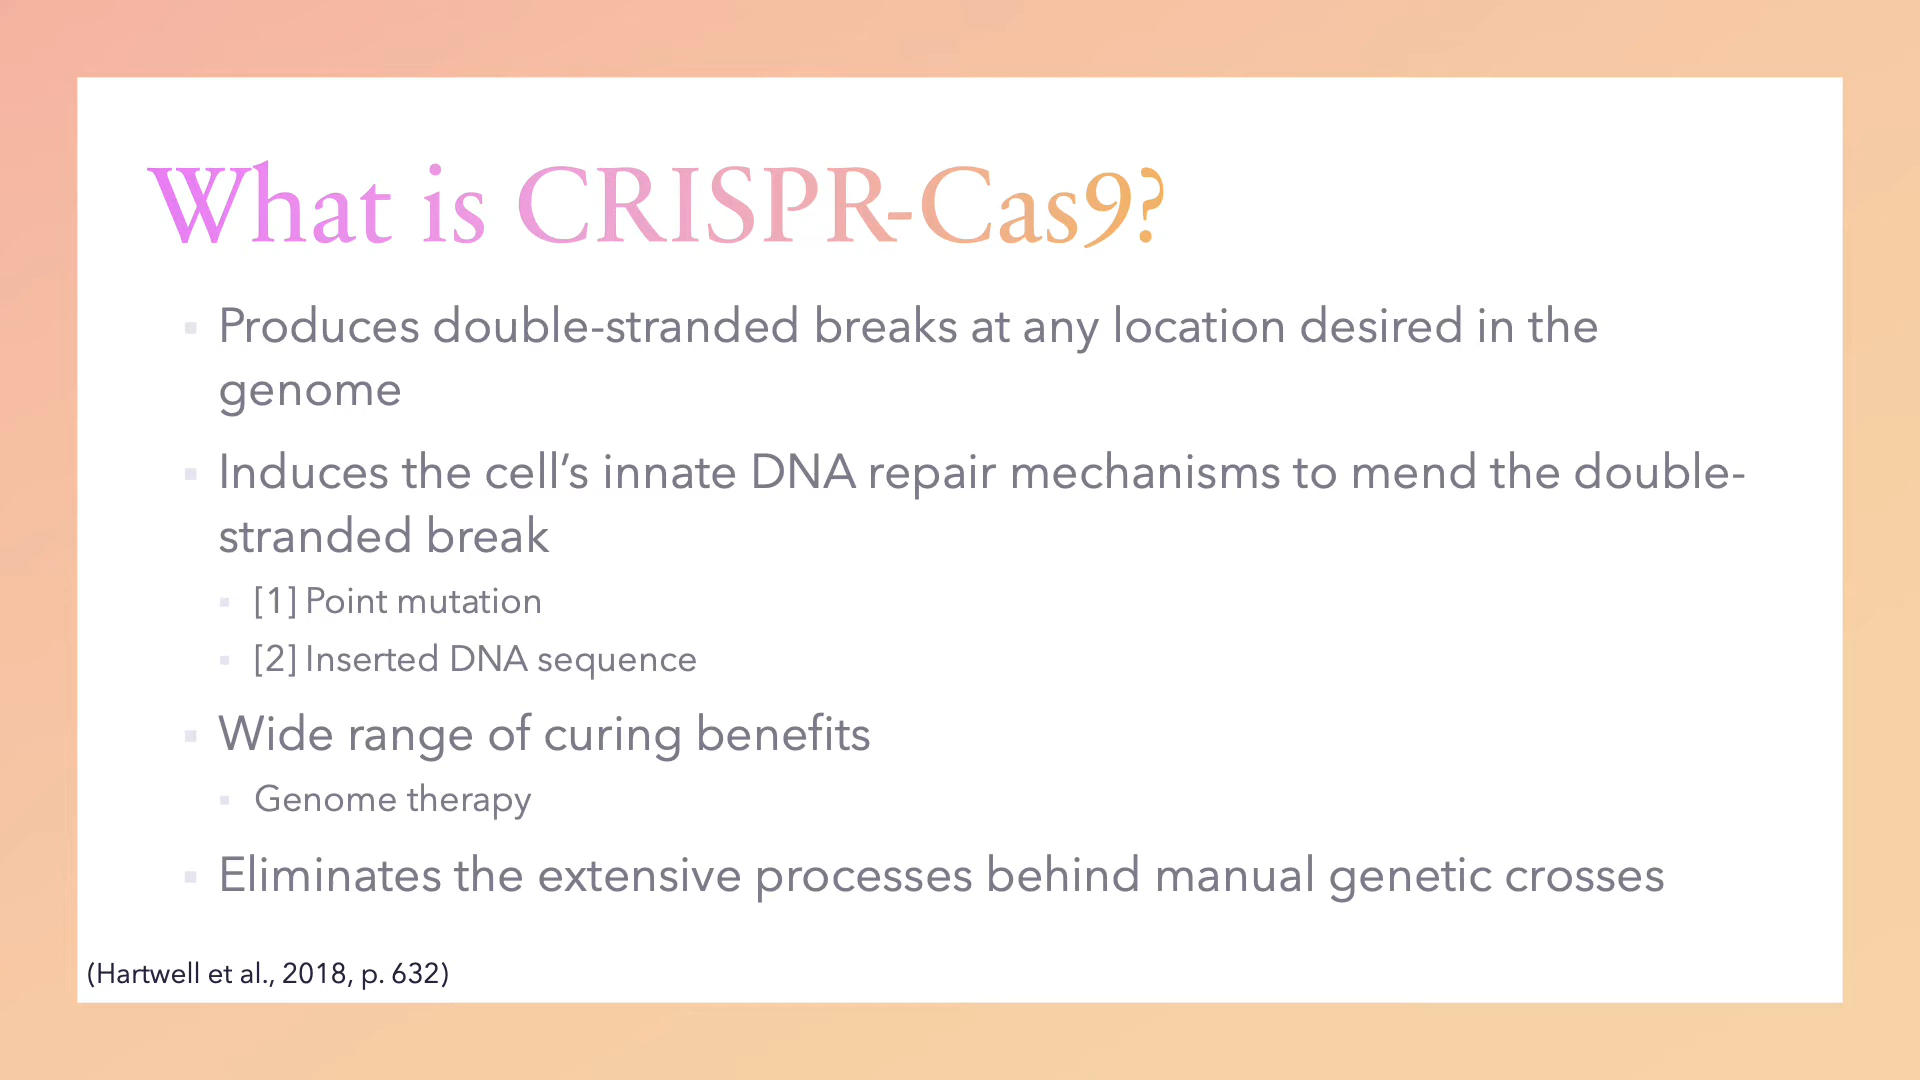 What is CRISPR-Cas9?
▪ Produces double-stranded breaks at any location desired in the
genome
▪ Induces the cell’s innate DNA repair mechanisms to mend the double-
stranded break
▪ [1] Point mutation
▪ [2] Inserted DNA sequence
▪ Wide range of curing benefits
▪ Genome therapy
▪ Eliminates the extensive processes behind manual genetic crosses
(Hartwell et al., 2018, p. 632)